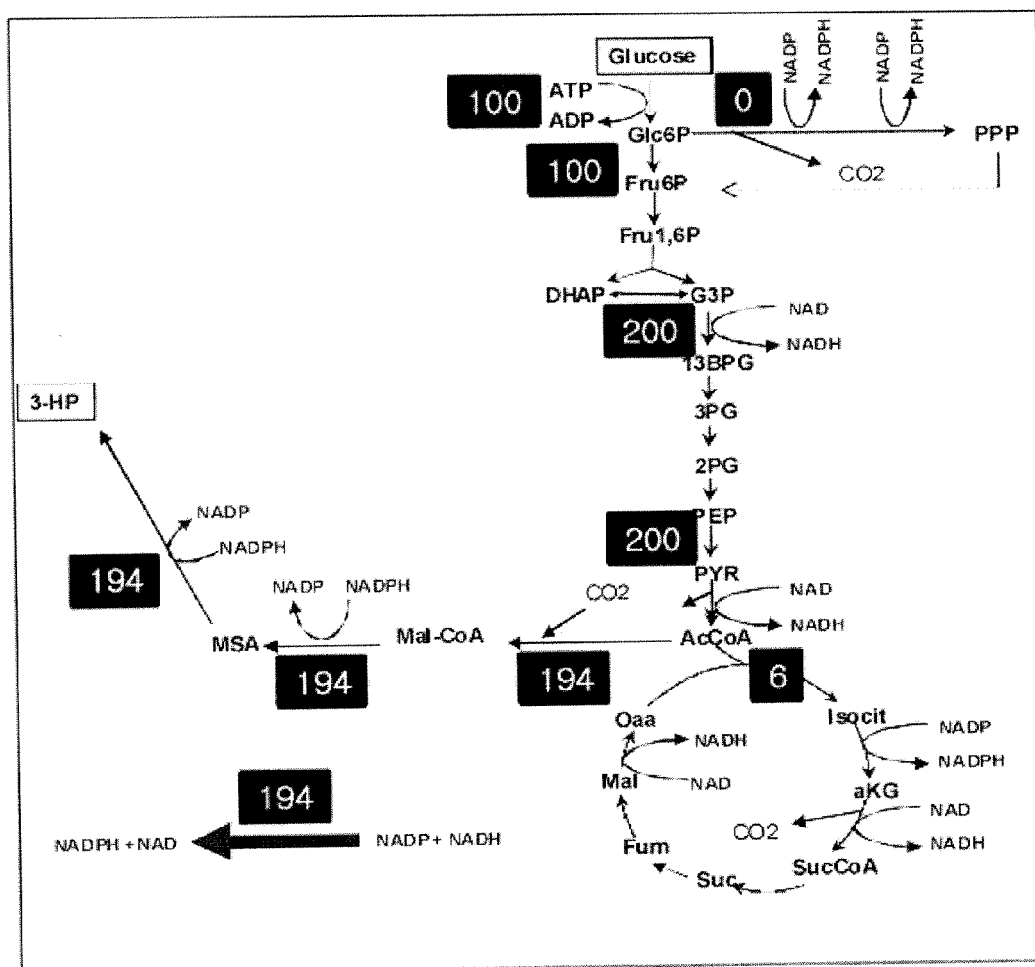 Glucose
NADP
NADPH
NADP
NADPH
100
ATP
ADP
0
Glc6P
PPP
CO2
100
Fru6P
Fru1,6P
DHAP
G3P
NAD
200
NADH
13BPG
3-HP
3PG
2PG
NADP
PEP
NADPH
200
194
PYR
NADP
NADPH
CO2
NAD
NADH
MSA
Mal-CoA
AcCoA
194
194
6
Oaa
Isocit
NADP
NADH
NADPH
Mal
NAD
aKG
194
NAD
CO2
NADPH + NAD
NADP + NADH
Fum
NADH
SucCoA
Suc